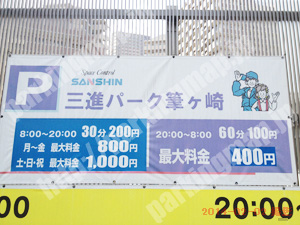 P
Space Control
SANSHIN
三進パーク筆ヶ崎
8:00~20:00 30分200円
月~金 最大料金 800円
土・日・祝 最大料金 1,000円
20:00~8:00 60分100円
最大料金 400円
00
20:00